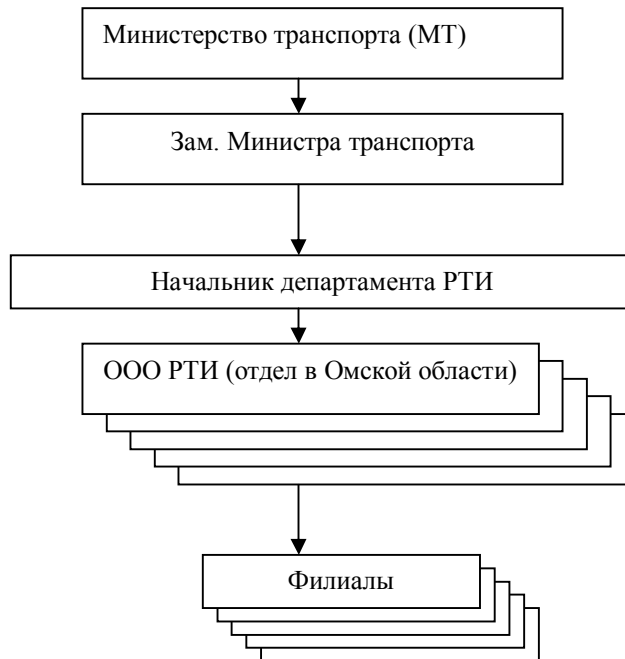 Министерство транспорта (МТ)
Зам. Министра транспорта
Начальник департамента РТИ
ООО РТИ (отдел в Омской области)
Филиалы